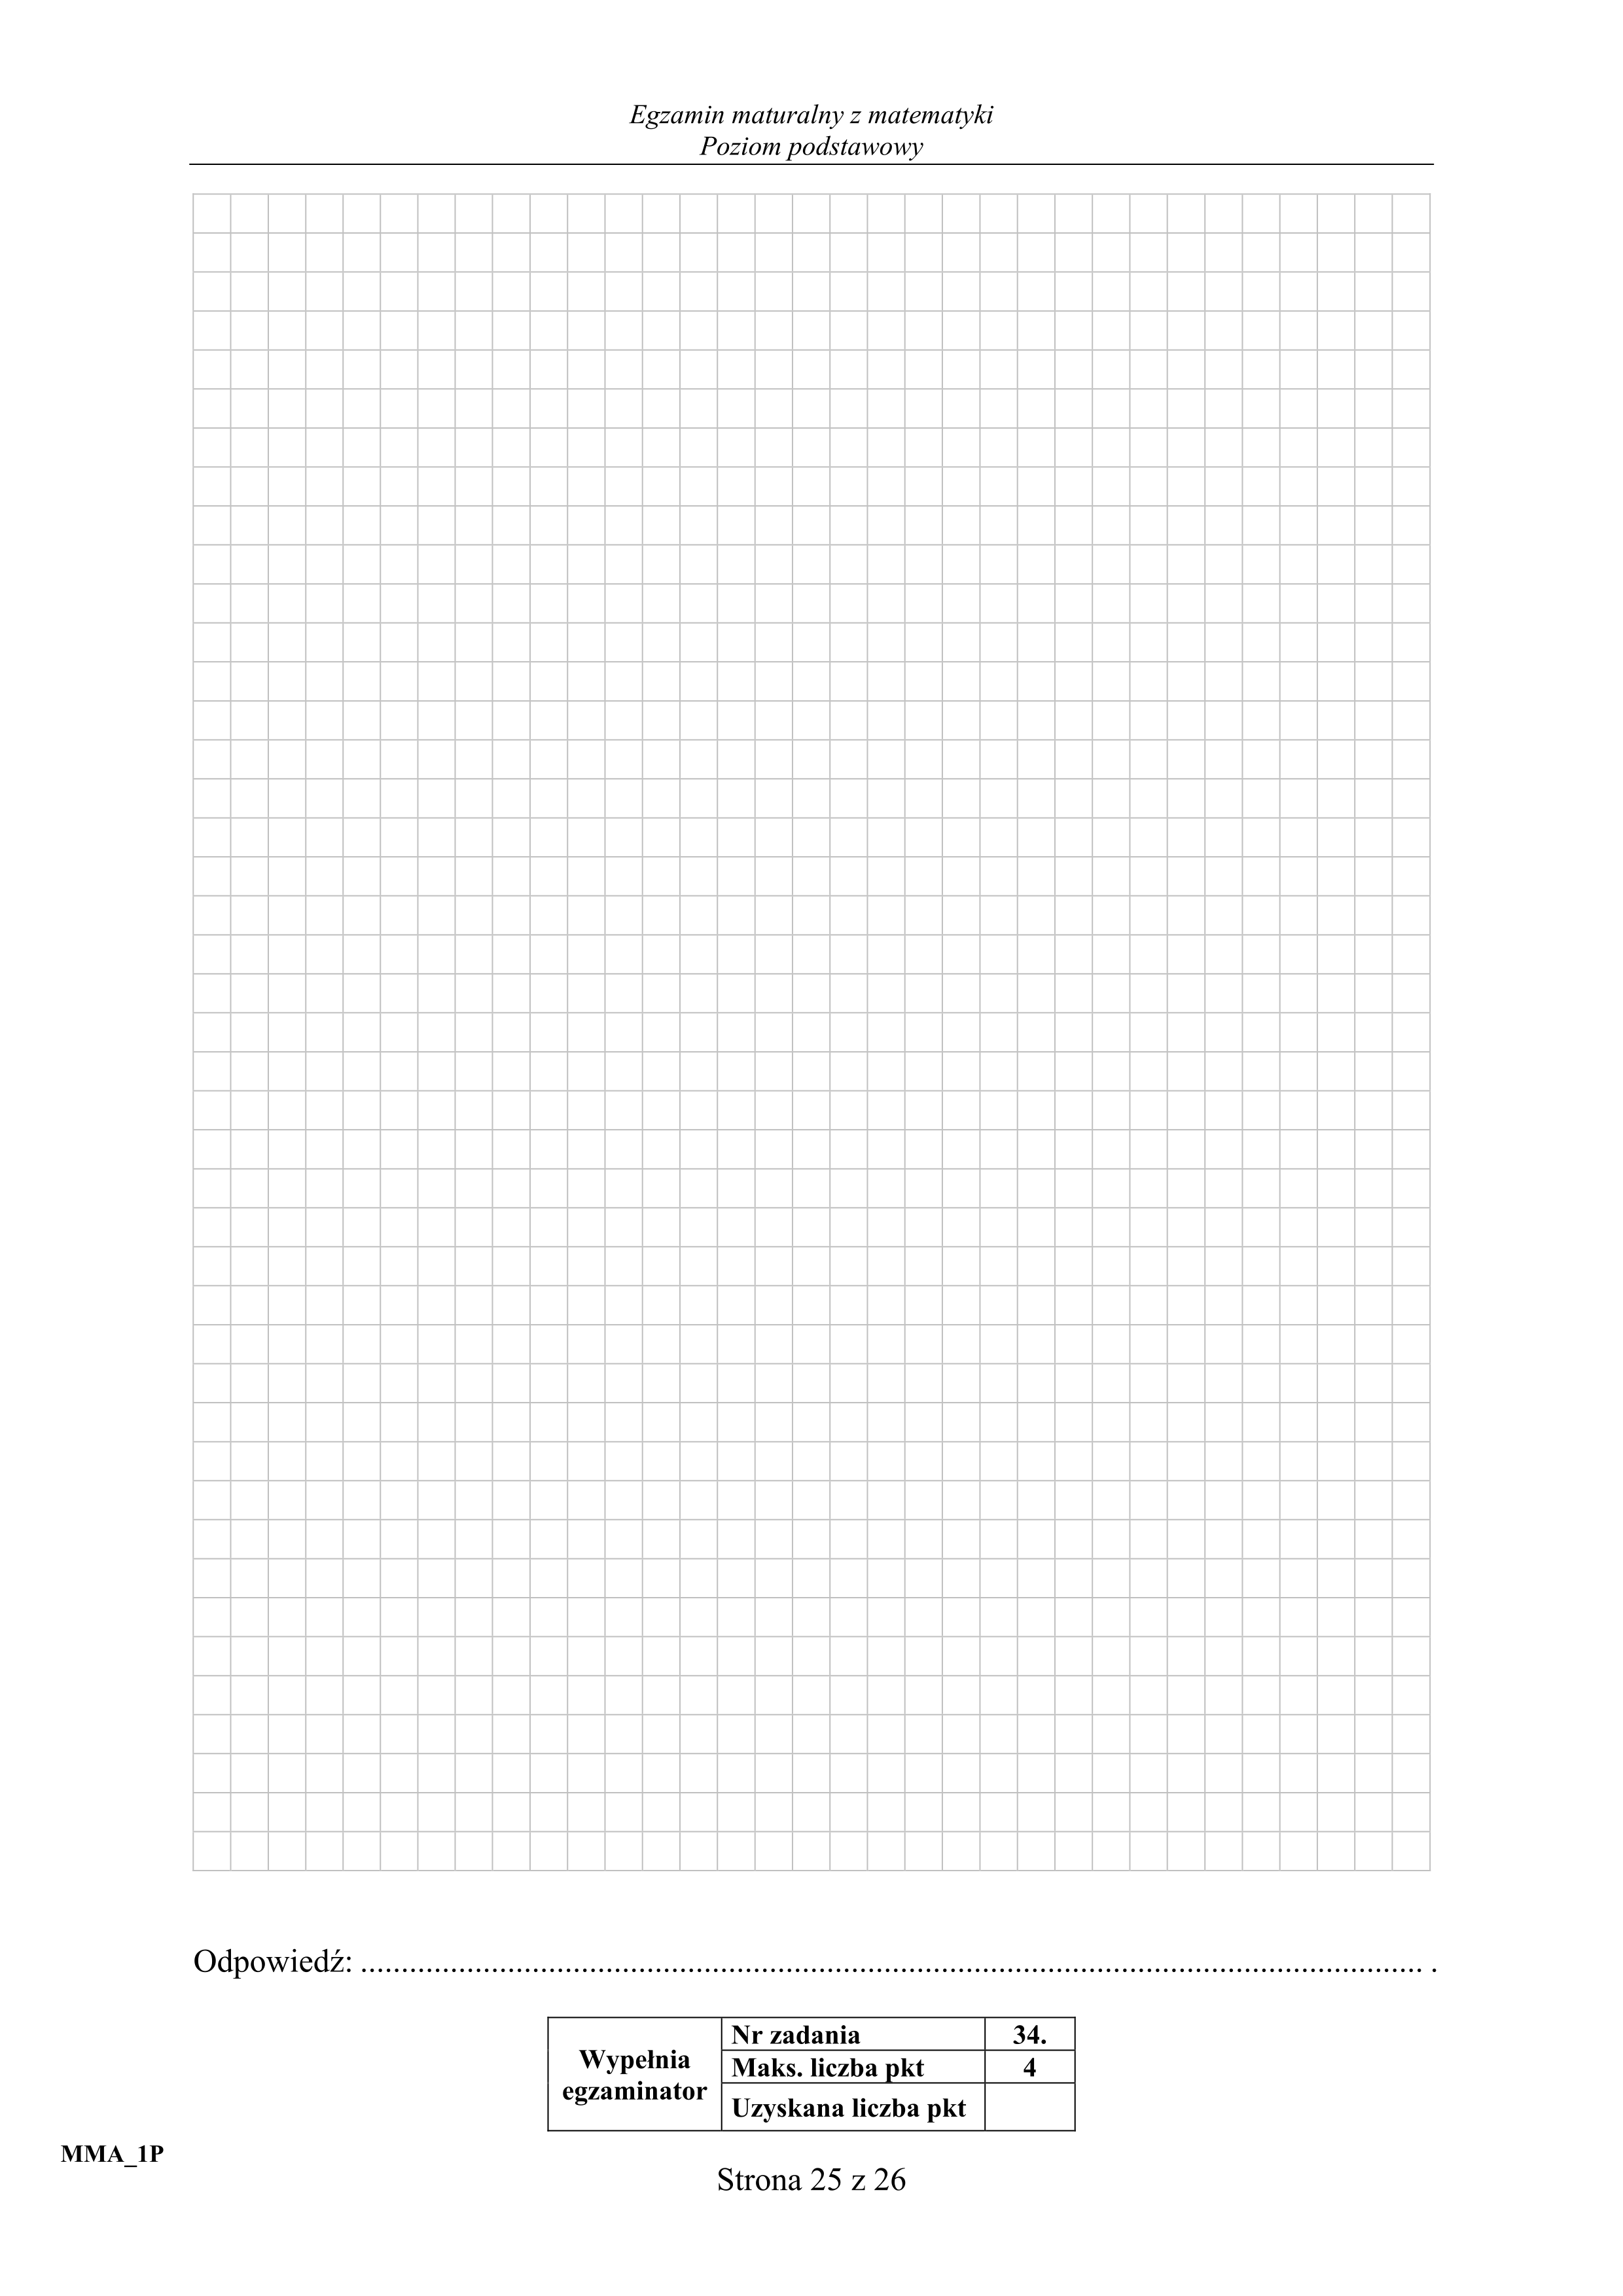 Egzamin maturalny z matematyki
Poziom podstawowy
Odpowiedź: ................................................................................................................................ .
Wypełnia egzaminator
Nr zadania 34.
Maks. liczba pkt 4
Uzyskana liczba pkt
MMA_1P
Strona 25 z 26